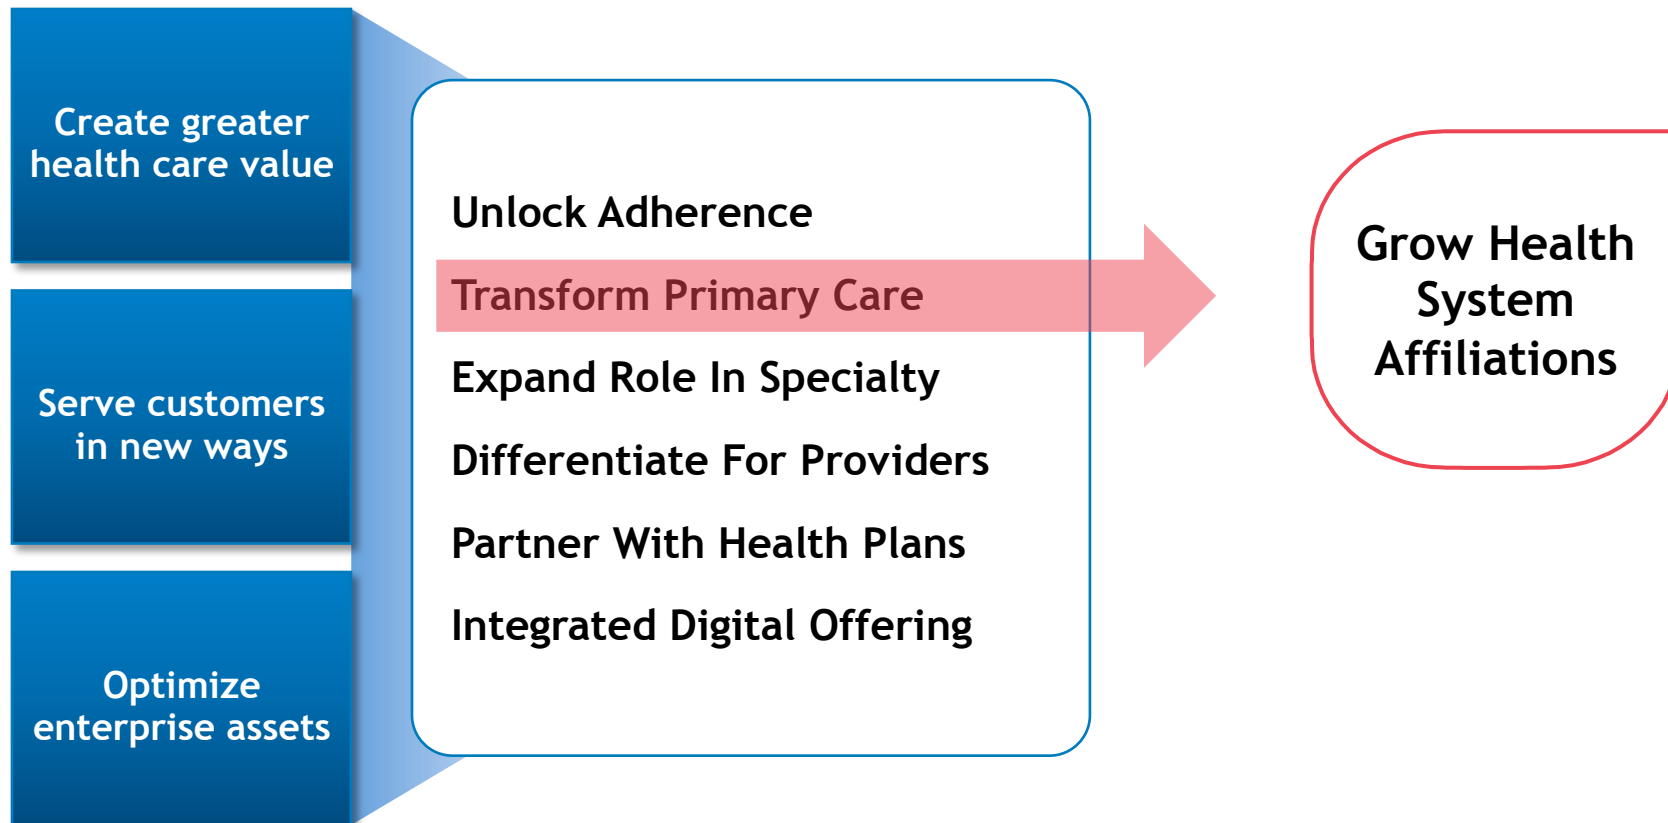 Create greater
health care value
Serve customers
in new ways
Optimize
enterprise assets
Unlock Adherence
Transform Primary Care
Expand Role In Specialty
Differentiate For Providers
Partner With Health Plans
Integrated Digital Offering
Grow Health
System
Affiliations